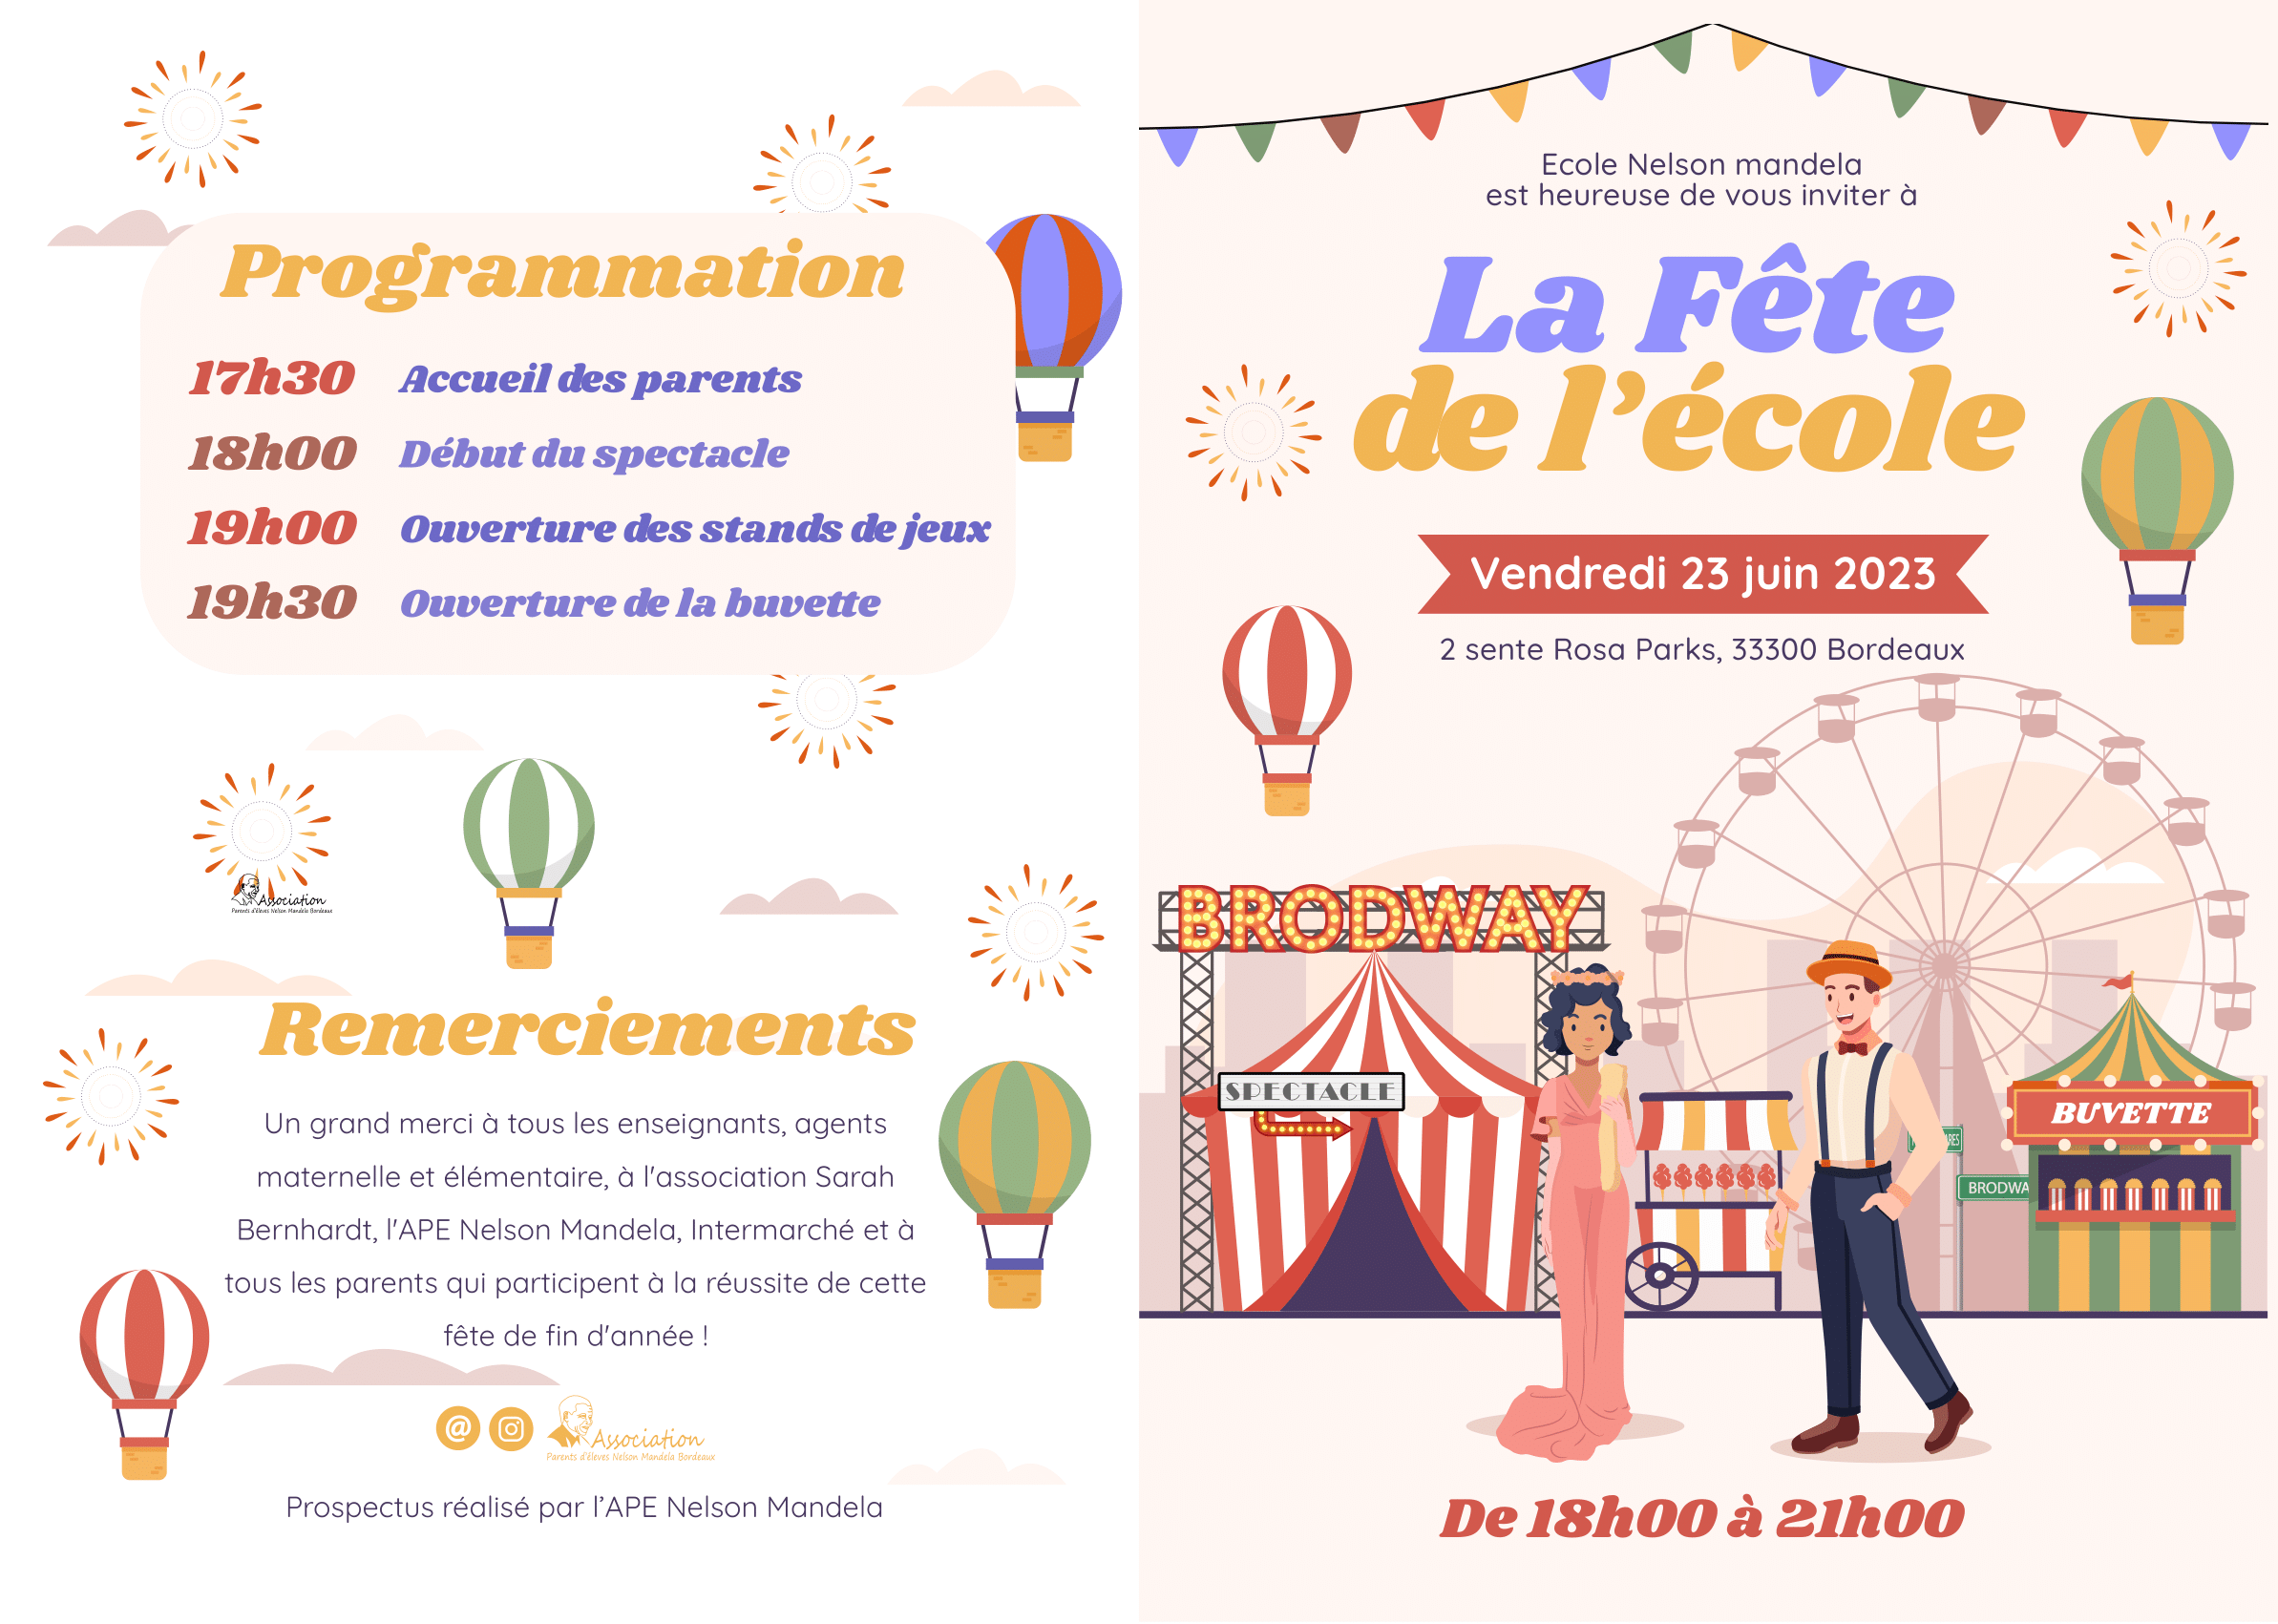 Programmation
17h30 Accueil des parents
18h00 Début du spectacle
19h00 Ouverture des stands de jeux
19h30 Ouverture de la buvette
Association
Parents d'éleves Nelson Mandela Bordeaux
Remerciements
Un grand merci à tous les enseignants, agents
maternelle et élémentaire, à l'association Sarah
Bernhardt, l'APE Nelson Mandela, Intermarché et à
tous les parents qui participent à la réussite de cette
fête de fin d'année !
@
Association
Parents d'éleves Nelson Mandela Bordeaux
Prospectus réalisé par l’APE Nelson Mandela
Ecole Nelson mandela
est heureuse de vous inviter à
La Fête
de l’école
Vendredi 23 juin 2023
2 sente Rosa Parks, 33300 Bordeaux
BRODWAY
SPECTACLE
BUVETTE
BRODWA
De 18h00 à 21h00